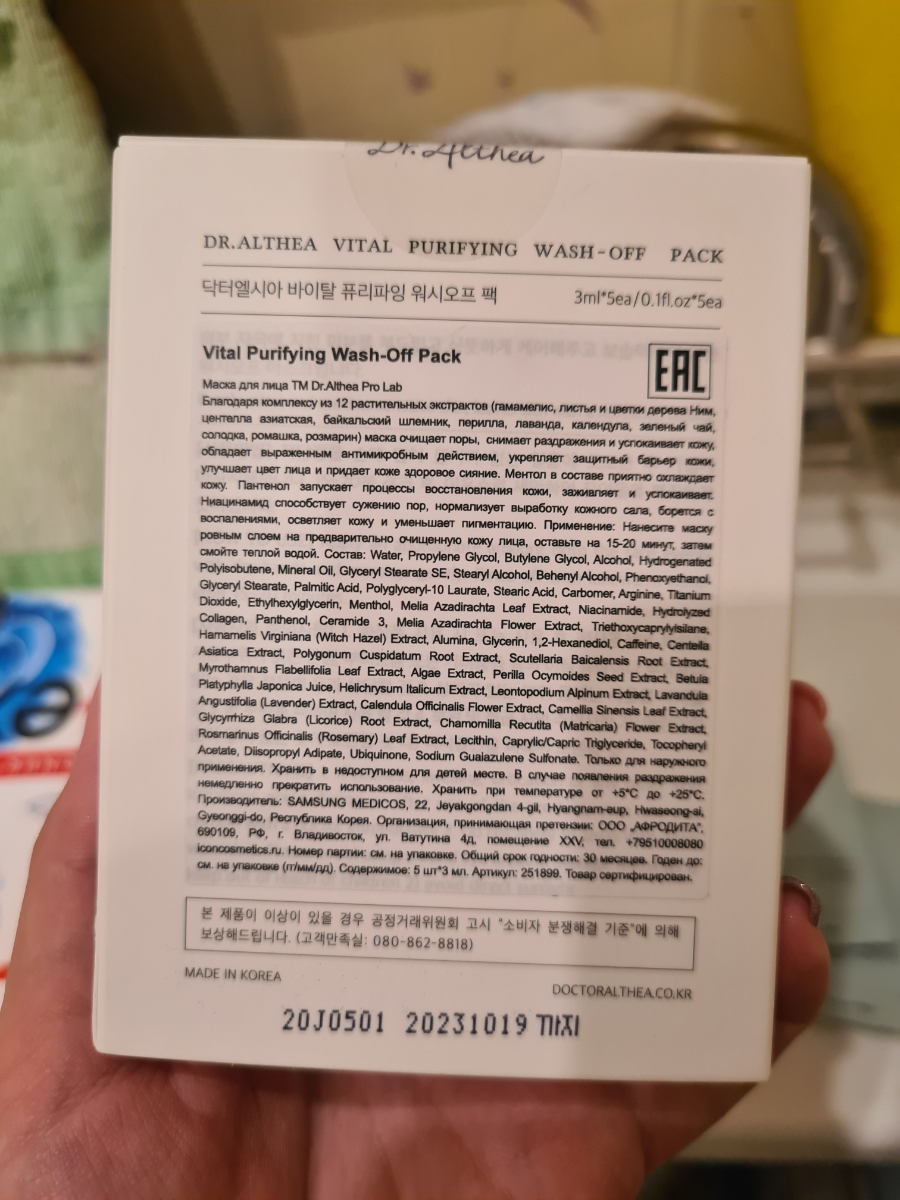 Dr. Althea
DR.ALTHEA VITAL PURIFYING WASH-OFF PACK
닥터엘시아 바이탈 퓨리파잉 워시오프 팩 3ml*5ea/0.1fl.oz*5ea
Vital Purifying Wash-Off Pack
EAC
Маска для лица ТМ Dr.Althea Pro Lab
Благодаря комплексу из 12 растительных экстрактов (гамамелис, листья и цветки дерева Ним,
центелла азиатская, байкальский шлемник, перилла, лаванда, календула, зеленый чай,
солодка, ромашка, розмарин) маска очищает поры, снимает раздражения и успокаивает кожу,
обладает выраженным антимикробным действием, укрепляет защитный барьер кожи,
улучшает цвет лица и придает коже здоровое сияние. Ментол в составе приятно охлаждает
кожу. Пантенол запускает процессы восстановления кожи, заживляет и успокаивает.
Ниацинамид способствует сужению пор, нормализует выработку кожного сала, борется с
воспалениями, осветляет кожу и уменьшает пигментацию. Применение: Нанесите маску
ровным слоем на предварительно очищенную кожу лица, оставьте на 15-20 минут, затем
смойте теплой водой. Состав: Water, Propylene Glycol, Butylene Glycol, Alcohol, Hydrogenated
Polyisobutene, Mineral Oil, Glyceryl Stearate SE, Stearyl Alcohol, Behenyl Alcohol, Phenoxyethanol,
Glyceryl Stearate, Palmitic Acid, Polyglyceryl-10 Laurate, Stearic Acid, Carbomer, Arginine, Titanium
Dioxide, Ethylhexylglycerin, Menthol, Melia Azadirachta Leaf Extract, Niacinamide, Hydrolyzed
Collagen, Panthenol, Ceramide 3, Melia Azadirachta Flower Extract, Triethoxycaprylylsilane,
Hamamelis Virginiana (Witch Hazel) Extract, Alumina, Glycerin, 1,2-Hexanediol, Caffeine, Centella
Asiatica Extract, Polygonum Cuspidatum Root Extract, Scutellaria Baicalensis Root Extract,
Myrothamnus Flabellifolia Leaf Extract, Algae Extract, Perilla Ocymoides Seed Extract, Betula
Platyphylla Japonica Juice, Helichrysum Italicum Extract, Leontopodium Alpinum Extract, Lavandula
Angustifolia (Lavender) Extract, Calendula Officinalis Flower Extract, Camellia Sinensis Leaf Extract,
Glycyrrhiza Glabra (Licorice) Root Extract, Chamomilla Recutita (Matricaria) Flower Extract,
Rosmarinus Officinalis (Rosemary) Leaf Extract, Lecithin, Caprylic/Capric Triglyceride, Tocopheryl
Acetate, Diisopropyl Adipate, Ubiquinone, Sodium Guaiazulene Sulfonate. Только для наружного
применения. Хранить в недоступном для детей месте. В случае появления раздражения
немедленно прекратить использование. Хранить при температуре от +5°C до +25°C.
Производитель: SAMSUNG MEDICOS, 22, Jeyakgongdan 4-gil, Hyangnam-eup, Hwaseong-si,
Gyeonggi-do, Республика Корея. Организация, принимающая претензии: ООО „АФРОДИТА",
690109, РФ, г. Владивосток, ул. Ватутина 4д, помещение XXV, тел. +79510008080
iconcosmetics.ru. Номер партии: см. на упаковке. Общий срок годности: 30 месяцев. Годен до:
см. на упаковке (гг/мм/дд). Содержимое: 5 шт*3 мл. Артикул: 251899. Товар сертифицирован.
본 제품이 이상이 있을 경우 공정거래위원회 고시 "소비자 분쟁해결 기준"에 의해
보상해드립니다. (고객만족실: 080-862-8818)
MADE IN KOREA
DOCTORALTHEA.CO.KR
20J0501 20231019 까지